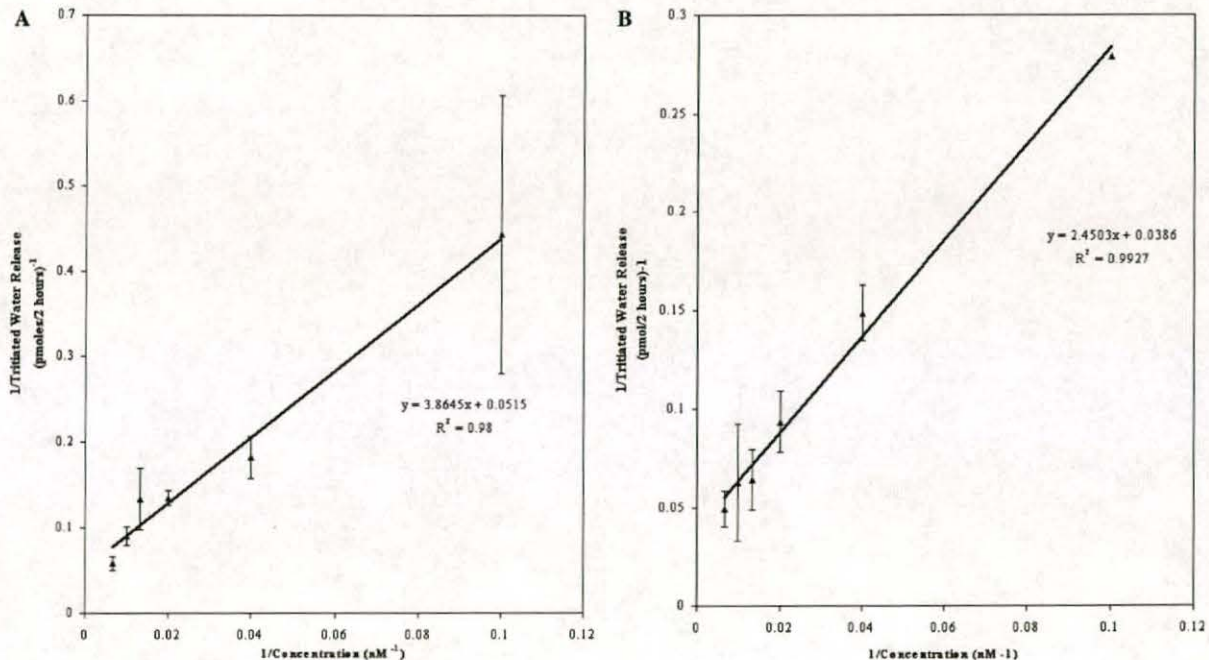 A
0.7
0.6
0.5
0.4
0.3
0.2
0.1
0
1/Tritiated Water Release
(pmoles/2 hours)⁻¹
y = 3.8645x + 0.0515
R² = 0.98
0 0.02 0.04 0.06 0.08 0.1 0.12
1/Concentration (nM⁻¹)
B
0.3
0.25
0.2
0.15
0.1
0.05
0
1/Tritiated Water Release
(pmol/2 hours)-1
y = 2.4503x + 0.0386
R² = 0.9927
0 0.02 0.04 0.06 0.08 0.1 0.12
1/Concentration (nM -1)